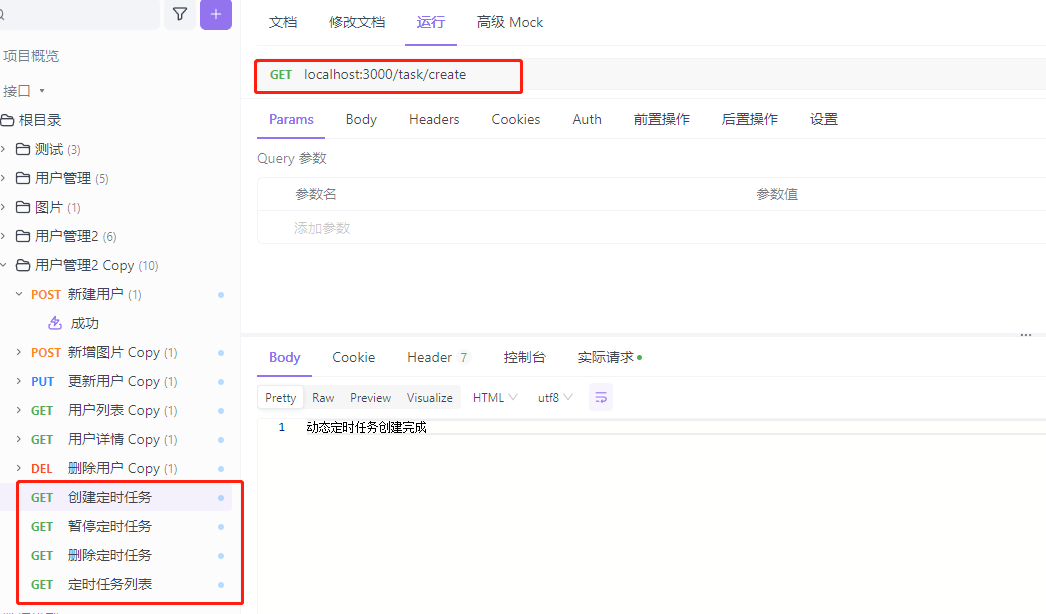 项目概览
接口
根目录
测试 (3)
用户管理 (5)
图片 (1)
用户管理2 (6)
用户管理2 Copy (10)
POST 新建用户 (1)
成功
POST 新增图片 Copy (1)
PUT 更新用户 Copy (1)
GET 用户列表 Copy (1)
GET 用户详情 Copy (1)
DEL 删除用户 Copy (1)
GET 创建定时任务
GET 暂停定时任务
GET 删除定时任务
GET 定时任务列表
文档 修改文档 运行 高级 Mock
GET localhost:3000/task/create
Params Body Headers Cookies Auth 前置操作 后置操作 设置
Query 参数
参数名 参数值
添加参数
Body Cookie Header 7 控制台 实际请求
Pretty Raw Preview Visualize HTML utf8
1 动态定时任务创建完成